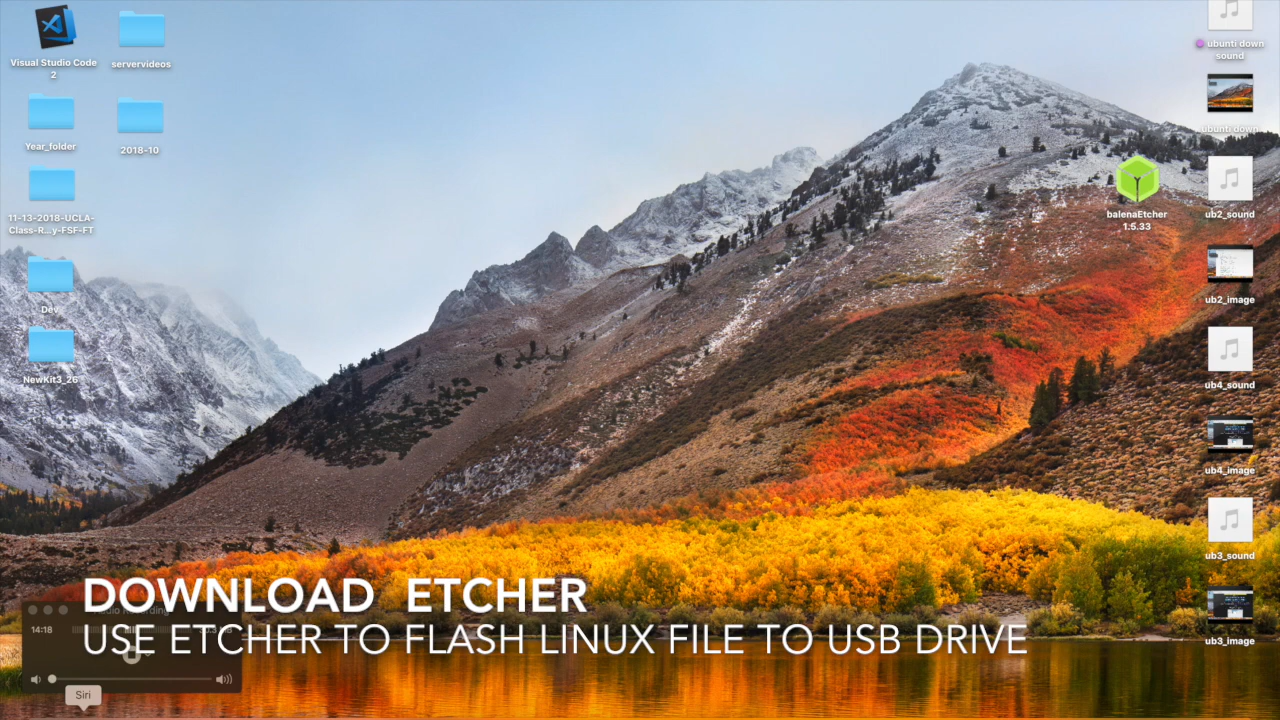 Visual Studio Code
2
servervideos
Year_folder
2018-10
11-13-2018-UCLA-
Class-R...y-FSF-FT
Dev
NewKit3_26
ubunti down
sound
ubunti down
balenaEtcher
1.5.33
ub2_sound
ub2_image
ub4_sound
ub4_image
ub3_sound
ub3_image
DOWNLOAD ETCHER
USE ETCHER TO FLASH LINUX FILE TO USB DRIVE
14:18
Siri